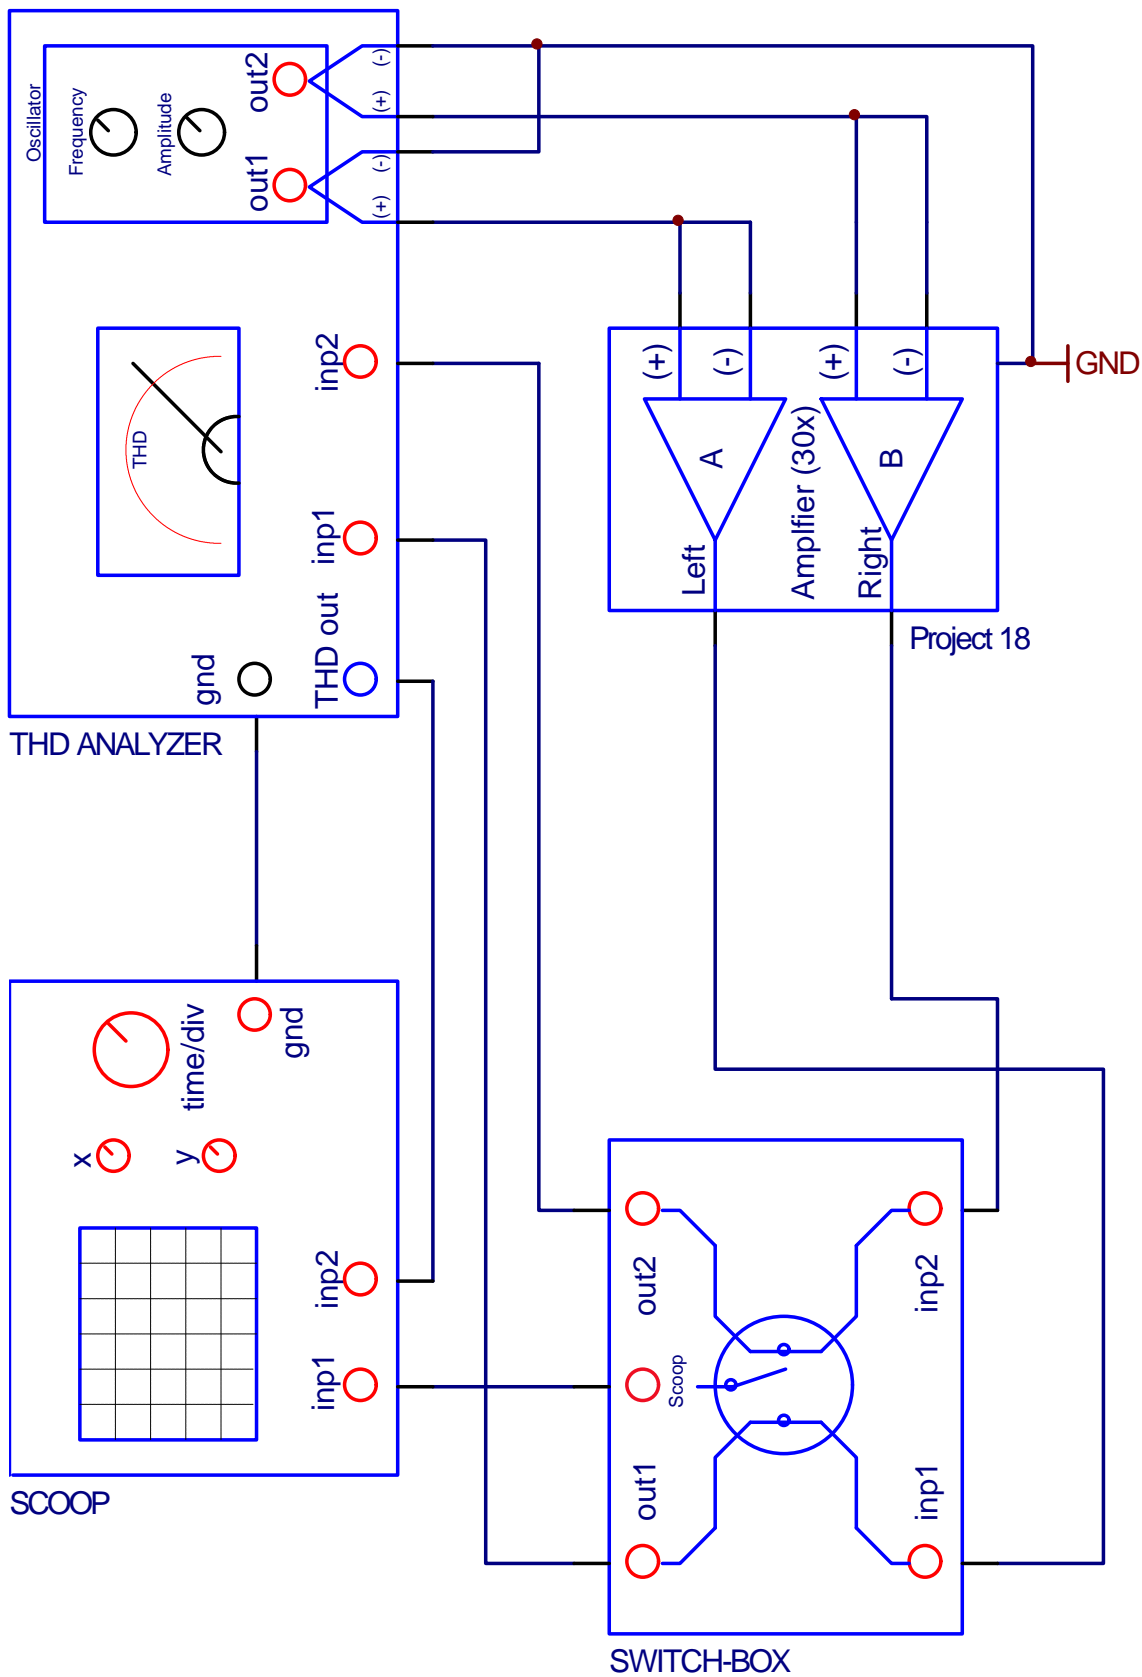 Oscillator
Frequency
Amplitude
out2
out1
(-)
(+)
(-)
(+)
THD
inp2
inp1
THD out
gnd
THD ANALYZER
(+)
(-)
(+)
(-)
GND
A
B
Amplfier (30x)
Left
Right
Project 18
time/div
gnd
x
y
inp2
inp1
SCOOP
out2
inp2
Scoop
out1
inp1
SWITCH-BOX